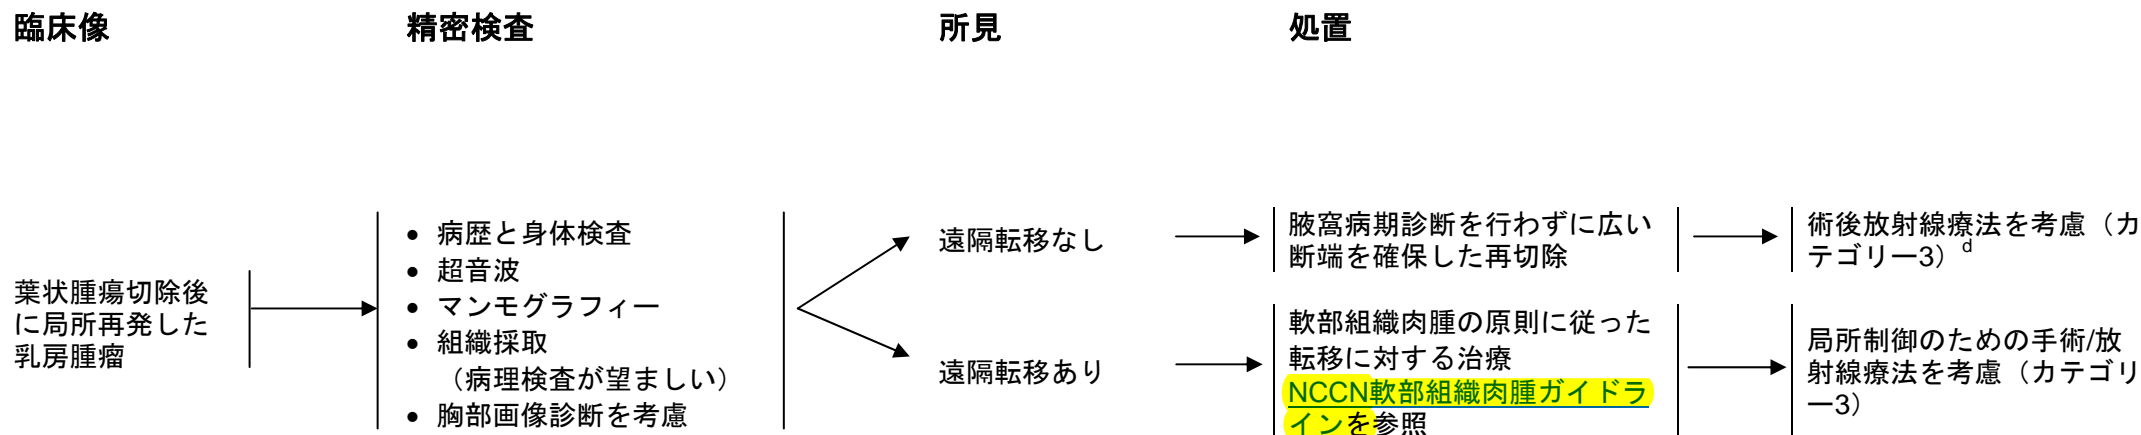 臨床像
精密検査
所見
処置
葉状腫瘍切除後
に局所再発した
乳房腫瘤
• 病歴と身体検査
• 超音波
• マンモグラフィー
• 組織採取
（病理検査が望ましい）
• 胸部画像診断を考慮
遠隔転移なし
腋窩病期診断を行わずに広い
断端を確保した再切除
術後放射線療法を考慮（カ
テゴリー3）d
遠隔転移あり
軟部組織肉腫の原則に従った
転移に対する治療
NCCN軟部組織肉腫ガイドラ
インを参照
局所制御のための手術/放
射線療法を考慮（カテゴリ
ー3）